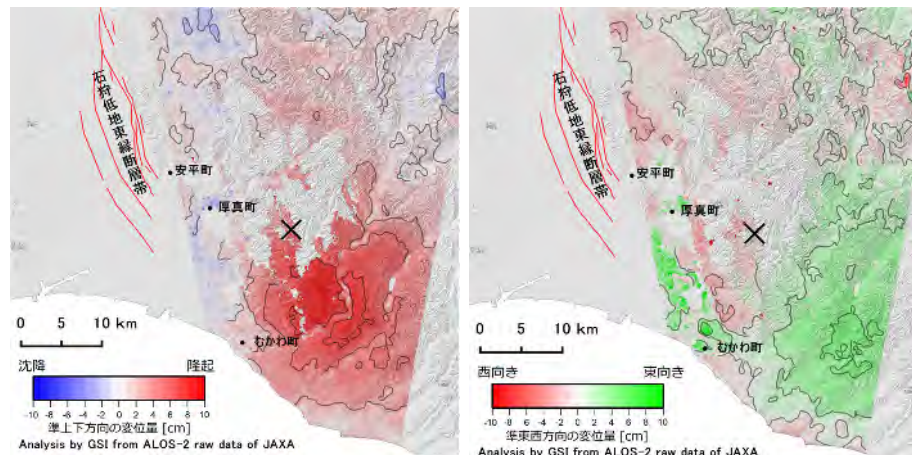 石狩低地東縁断層帯
安平町
厚真町
むかわ町
0 5 10 km
沈降 隆起
-10 -8 -6 -4 -2 0 2 4 6 8 10
準上下方向の変位量 [cm]
Analysis by GSI from ALOS-2 raw data of JAXA
石狩低地東縁断層帯
安平町
厚真町
むかわ町
0 5 10 km
西向き 東向き
-10 -8 -6 -4 -2 0 2 4 6 8 10
準東西方向の変位量 [cm]
Analysis by GSI from ALOS-2 raw data of JAXA